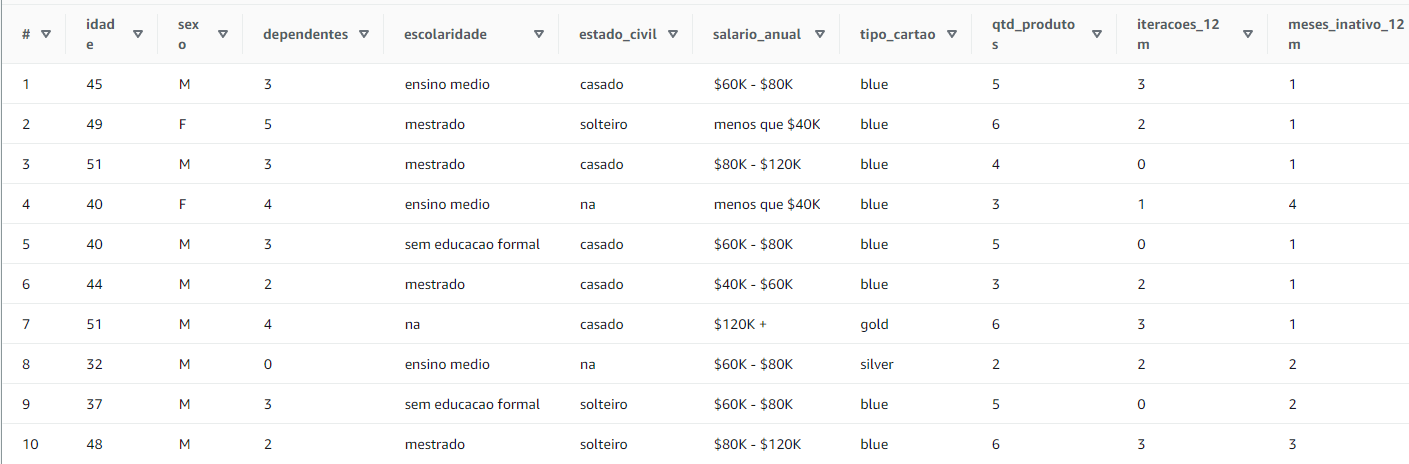 # idade sexo dependentes escolaridade estado_civil salario_anual tipo_cartao qtd_produtos iteracoes_12m meses_inativo_12m
1 45 M 3 ensino medio casado $60K - $80K blue 5 3 1
2 49 F 5 mestrado solteiro menos que $40K blue 6 2 1
3 51 M 3 mestrado casado $80K - $120K blue 4 0 1
4 40 F 4 ensino medio na menos que $40K blue 3 1 4
5 40 M 3 sem educacao formal casado $60K - $80K blue 5 0 1
6 44 M 2 mestrado casado $40K - $60K blue 3 2 1
7 51 M 4 na casado $120K + gold 6 3 1
8 32 M 0 ensino medio na $60K - $80K silver 2 2 2
9 37 M 3 sem educacao formal solteiro $60K - $80K blue 5 0 2
10 48 M 2 mestrado solteiro $80K - $120K blue 6 3 3